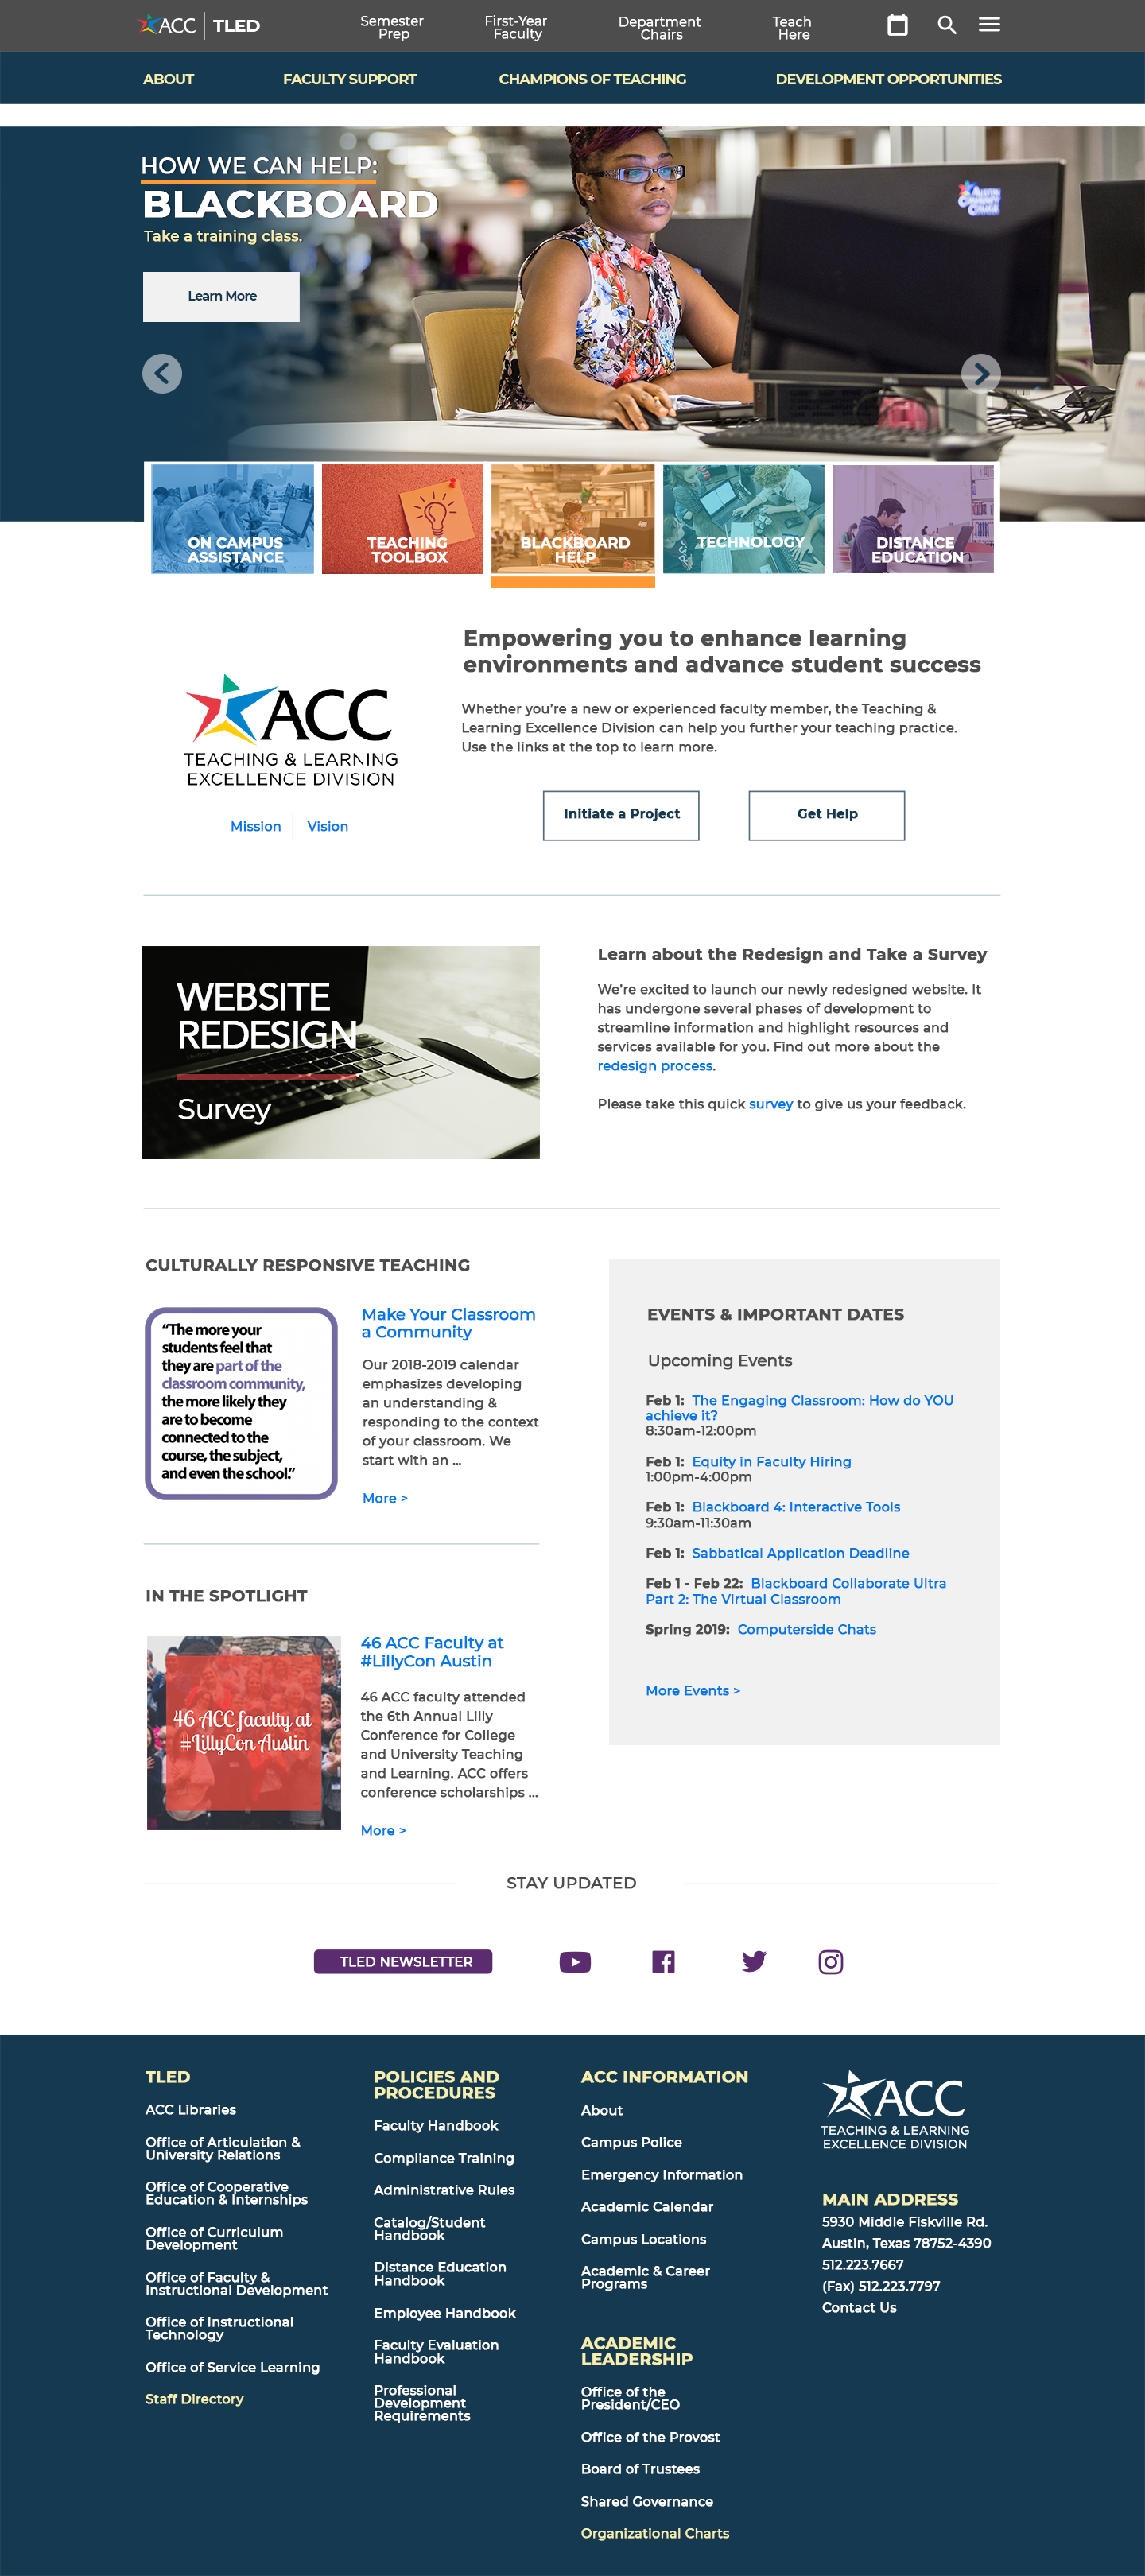 ACC TLED
Semester
Prep
First-Year
Faculty
Department
Chairs
Teach
Here
ABOUT
FACULTY SUPPORT
CHAMPIONS OF TEACHING
DEVELOPMENT OPPORTUNITIES
HOW WE CAN HELP:
BLACKBOARD
Take a training class.
Learn More
Austin
Community
College
ON CAMPUS
ASSISTANCE
TEACHING
TOOLBOX
BLACKBOARD
HELP
TECHNOLOGY
DISTANCE
EDUCATION
ACC
TEACHING & LEARNING
EXCELLENCE DIVISION
Mission
Vision
Empowering you to enhance learning
environments and advance student success
Whether you’re a new or experienced faculty member, the Teaching &
Learning Excellence Division can help you further your teaching practice.
Use the links at the top to learn more.
Initiate a Project
Get Help
WEBSITE
REDESIGN
Survey
Learn about the Redesign and Take a Survey
We’re excited to launch our newly redesigned website. It
has undergone several phases of development to
streamline information and highlight resources and
services available for you. Find out more about the
redesign process.
Please take this quick survey to give us your feedback.
CULTURALLY RESPONSIVE TEACHING
“The more your
students feel that
they are part of the
classroom community,
the more likely they
are to become
connected to the
course, the subject,
and even the school.”
Make Your Classroom
a Community
Our 2018-2019 calendar
emphasizes developing
an understanding &
responding to the context
of your classroom. We
start with an ...
More >
IN THE SPOTLIGHT
46 ACC faculty at
#LillyCon Austin
46 ACC Faculty at
#LillyCon Austin
46 ACC faculty attended
the 6th Annual Lilly
Conference for College
and University Teaching
and Learning. ACC offers
conference scholarships ...
More >
EVENTS & IMPORTANT DATES
Upcoming Events
Feb 1: The Engaging Classroom: How do YOU
achieve it?
8:30am-12:00pm
Feb 1: Equity in Faculty Hiring
1:00pm-4:00pm
Feb 1: Blackboard 4: Interactive Tools
9:30am-11:30am
Feb 1: Sabbatical Application Deadline
Feb 1 - Feb 22: Blackboard Collaborate Ultra
Part 2: The Virtual Classroom
Spring 2019: Computerside Chats
More Events >
STAY UPDATED
TLED NEWSLETTER
TLED
ACC Libraries
Office of Articulation &
University Relations
Office of Cooperative
Education & Internships
Office of Curriculum
Development
Office of Faculty &
Instructional Development
Office of Instructional
Technology
Office of Service Learning
Staff Directory
POLICIES AND
PROCEDURES
Faculty Handbook
Compliance Training
Administrative Rules
Catalog/Student
Handbook
Distance Education
Handbook
Employee Handbook
Faculty Evaluation
Handbook
Professional
Development
Requirements
ACC INFORMATION
About
Campus Police
Emergency Information
Academic Calendar
Campus Locations
Academic & Career
Programs
ACADEMIC
LEADERSHIP
Office of the
President/CEO
Office of the Provost
Board of Trustees
Shared Governance
Organizational Charts
ACC
TEACHING & LEARNING
EXCELLENCE DIVISION
MAIN ADDRESS
5930 Middle Fiskville Rd.
Austin, Texas 78752-4390
512.223.7667
(Fax) 512.223.7797
Contact Us